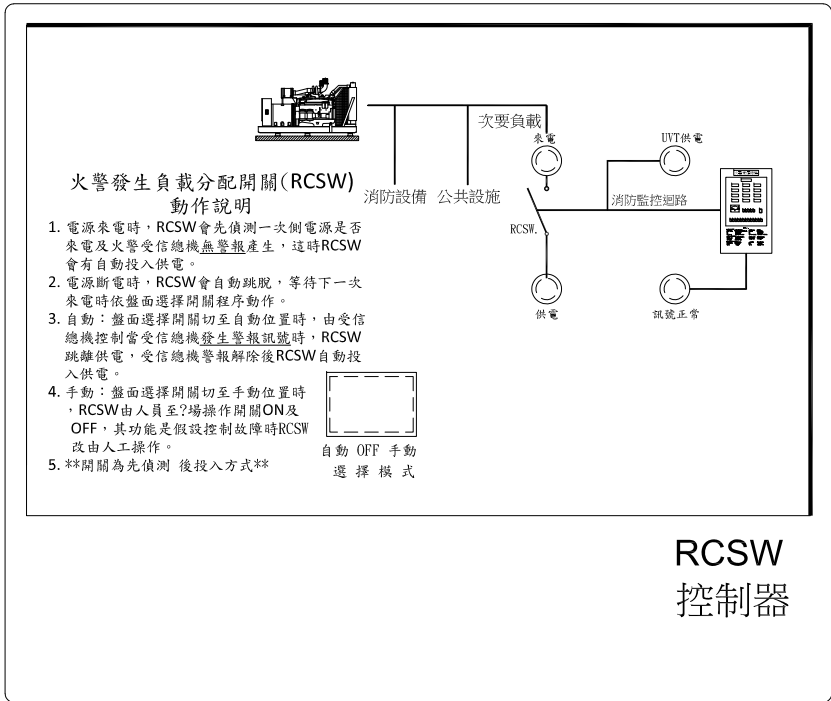 次要負載
來電
UVT供電
火警發生負載分配開關(RCSW)
動作說明
消防設備 公共設施
消防監控迴路
RCSW.
1. 電源來電時，RCSW會先偵測一次側電源是否
來電及火警受信總機無警報產生，這時RCSW
會有自動投入供電。
2. 電源斷電時，RCSW會自動跳脫，等待下一次
來電時依盤面選擇開關程序動作。
3. 自動：盤面選擇開關切至自動位置時，由受信
總機控制當受信總機發生警報訊號時，RCSW
跳離供電，受信總機警報解除後RCSW自動投
入供電。
4. 手動：盤面選擇開關切至手動位置時
，RCSW由人員至?場操作開關ON及
OFF，其功能是假設控制故障時RCSW
改由人工操作。
5. **開關為先偵測 後投入方式**
供電
訊號正常
自動 OFF 手動
選擇模式
RCSW
控制器